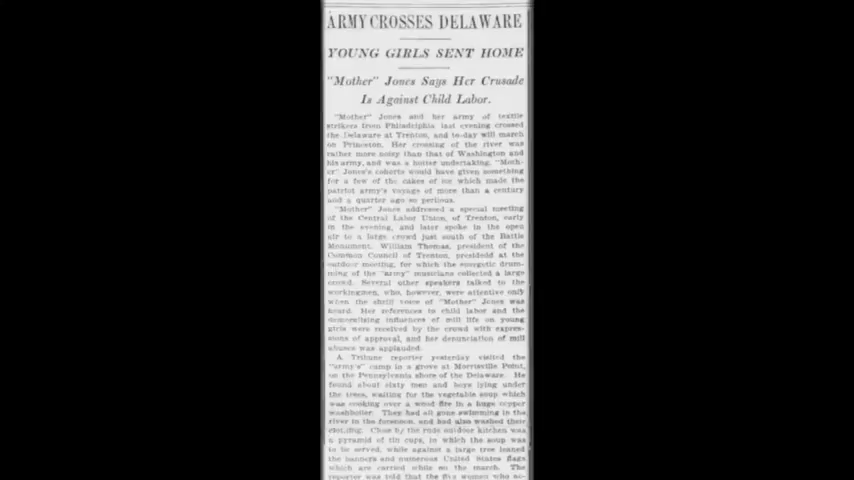 ARMY CROSSES DELAWARE
YOUNG GIRLS SENT HOME
"Mother" Jones Says Her Crusade
Is Against Child Labor.
"Mother" Jones and her army of textile
strikers from Philadelphia last evening crossed
the Delaware at Trenton, and to-day will march
on Princeton. Her crossing of the river was
rather more noisy than that of Washington and
his army, and was a hotter undertaking. "Moth-
er" Jones's cohorts would have given something
for a few of the cakes of ice which made the
patriot army's voyage of more than a century
and a quarter ago so perilous.
"Mother" Jones addressed a special meeting
of the Central Labor Union, of Trenton, early
in the evening, and later spoke in the open
air to a large crowd just south of the Battle
Monument. William Thomas, president of the
Common Council of Trenton, presided at the
outdoor meeting, for which the energetic drum-
ming of the "army" musicians collected a large
crowd. Several other speakers talked to the
workingmen, who, however, were attentive only
when the shrill voice of "Mother" Jones was
heard. Her references to child labor and the
demoralizing influences of mill life on young
girls were received by the crowd with expres-
sions of approval, and her denunciation of mill
abuses was applauded.
A Tribune reporter yesterday visited the
"army's" camp in a grove at Morrisville Point,
on the Pennsylvania shore of the Delaware. He
found about sixty men and boys lying under
the trees, waiting for the vegetable soup which
was cooking over a wood fire in a huge copper
washboiler. They had all gone swimming in the
river in the forenoon, and had also washed their
clothing. Close by the rude outdoor kitchen was
a pyramid of tin cups, in which the soup was
to be served, while against a large tree leaned
the banners and numerous United States flags
which are carried while on the march. The
reporter was told that the five women who ac-